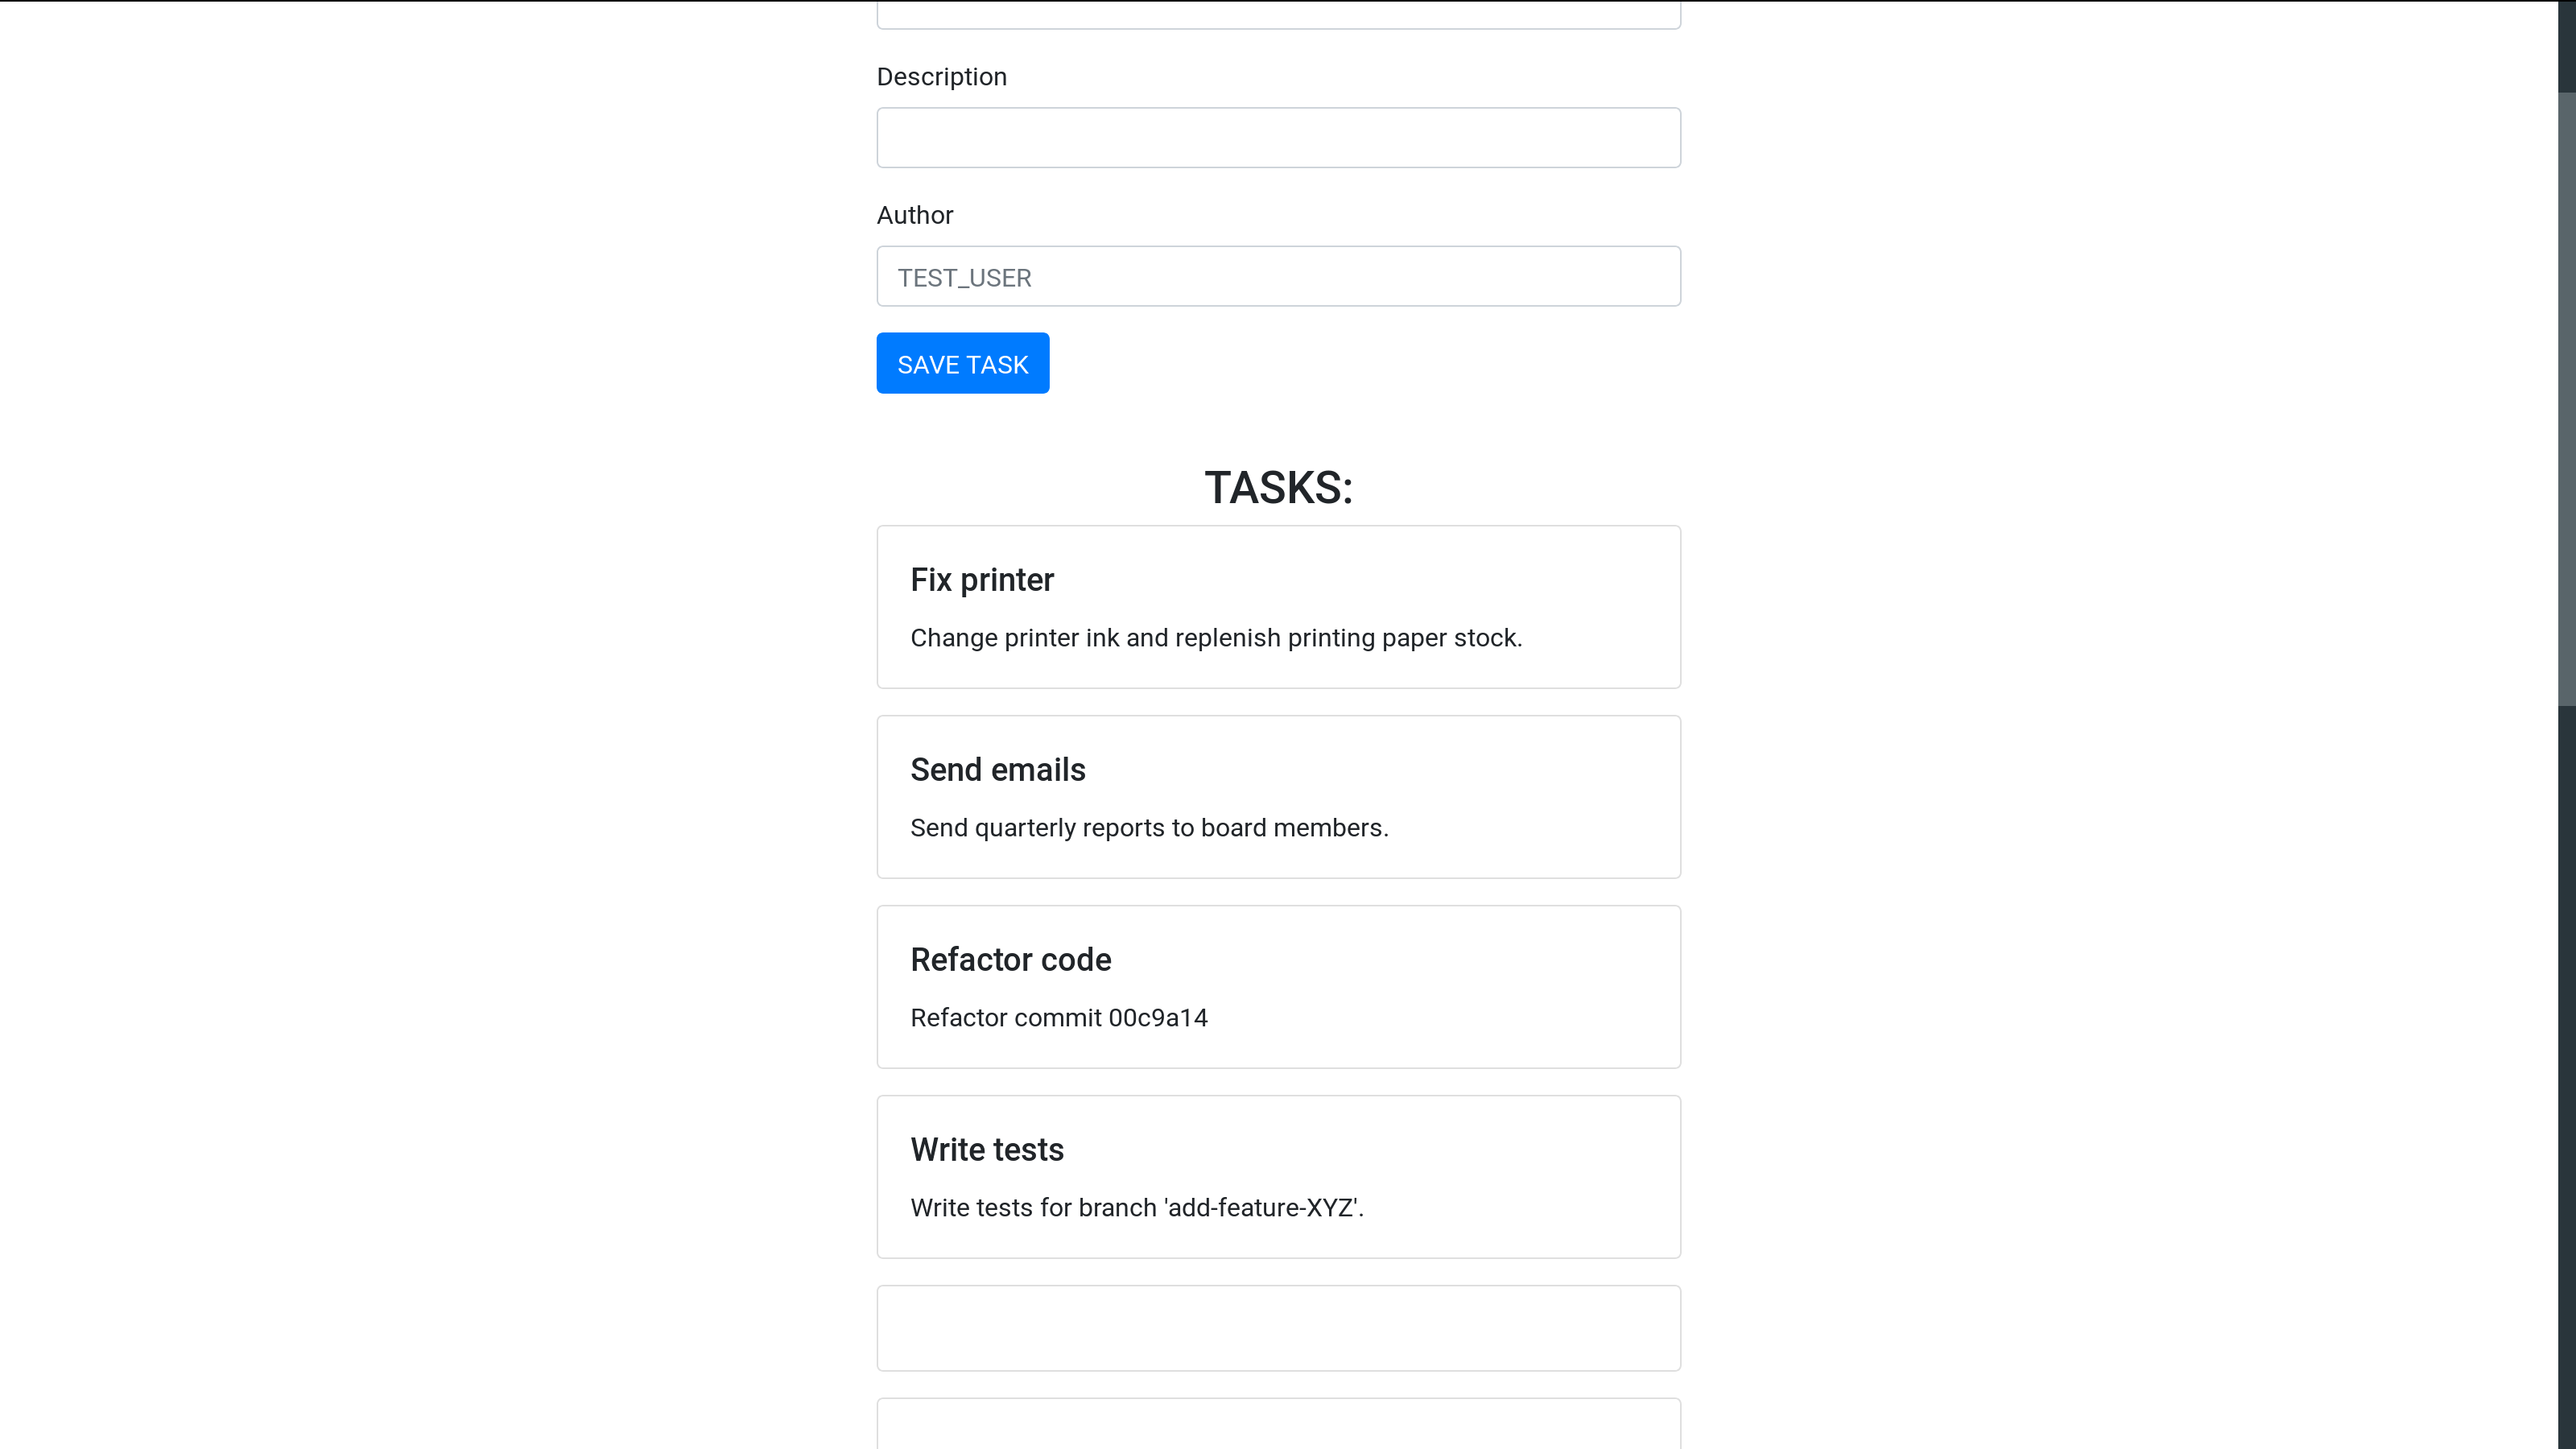 Description
Author
TEST_USER
SAVE TASK
TASKS:
Fix printer
Change printer ink and replenish printing paper stock.
Send emails
Send quarterly reports to board members.
Refactor code
Refactor commit 00c9a14
Write tests
Write tests for branch 'add-feature-XYZ'.